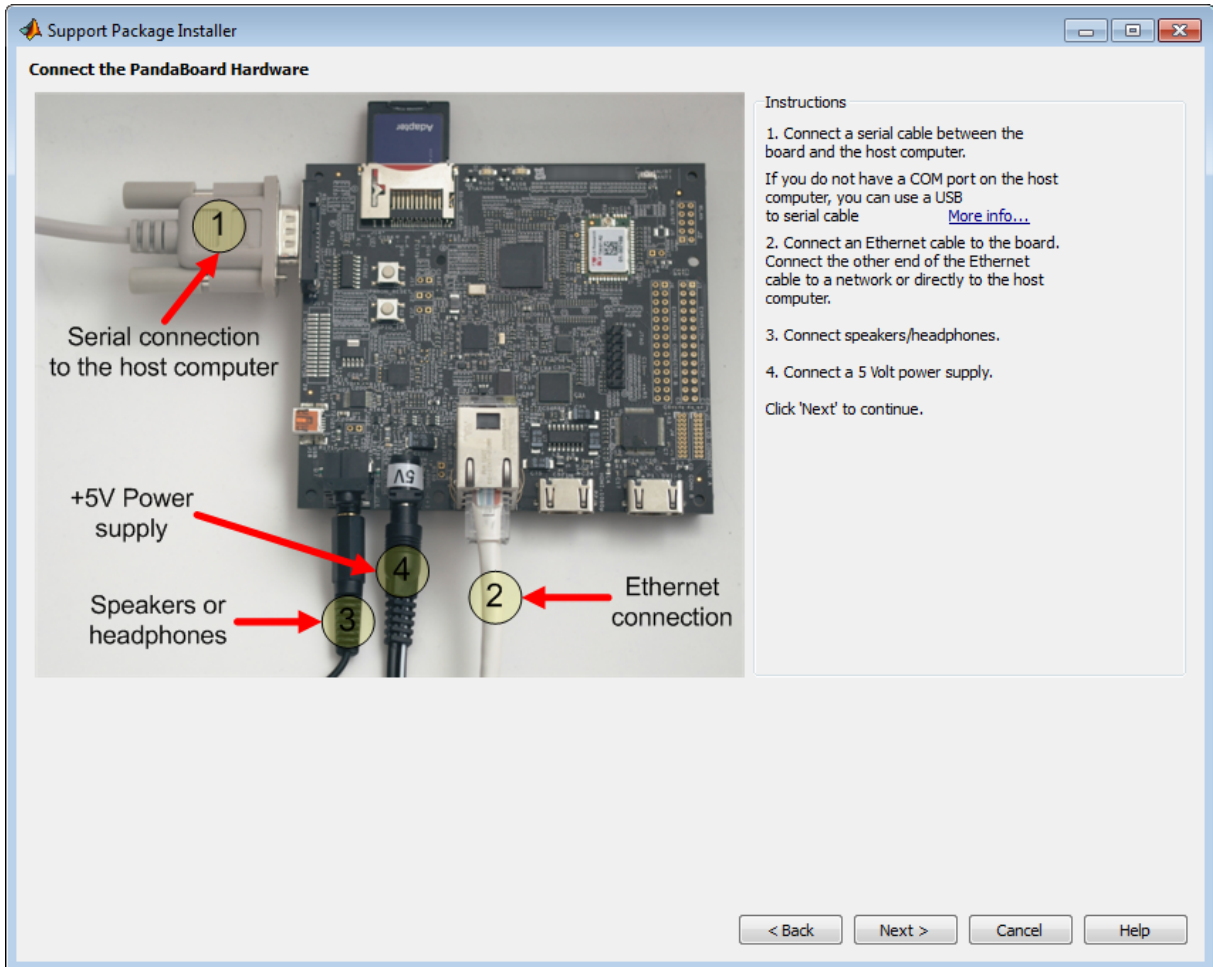 Support Package Installer
Connect the PandaBoard Hardware
Adapter
1
Serial connection
to the host computer
+5V Power
supply
5V
4
Speakers or
headphones
3
2
Ethernet
connection
Instructions
1. Connect a serial cable between the
board and the host computer.
If you do not have a COM port on the host
computer, you can use a USB
to serial cable More info...
2. Connect an Ethernet cable to the board.
Connect the other end of the Ethernet
cable to a network or directly to the host
computer.
3. Connect speakers/headphones.
4. Connect a 5 Volt power supply.
Click 'Next' to continue.
< Back
Next >
Cancel
Help